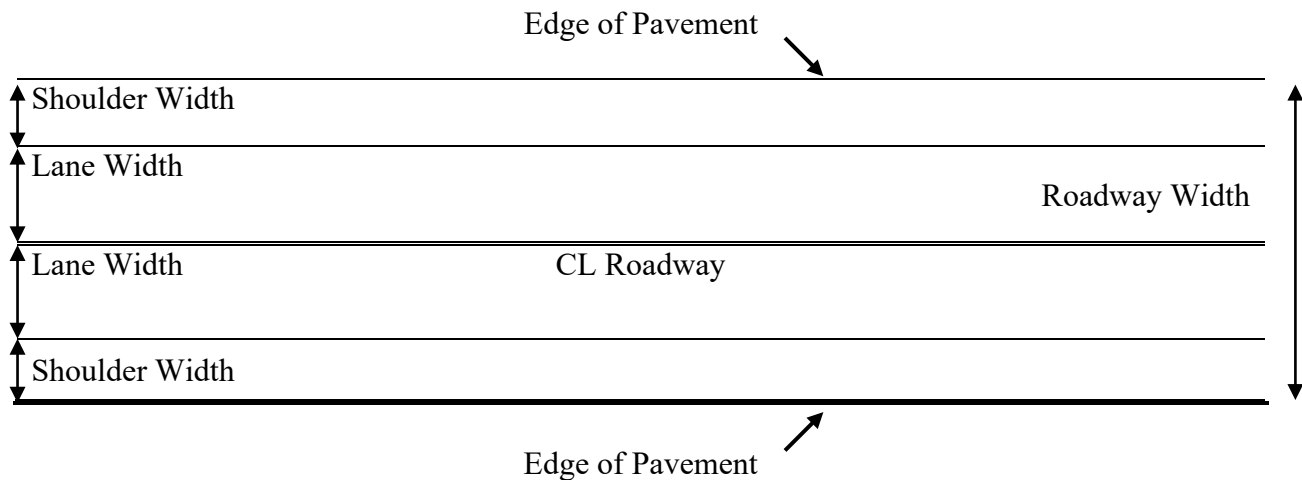 Edge of Pavement
Shoulder Width
Lane Width
Roadway Width
Lane Width
CL Roadway
Shoulder Width
Edge of Pavement